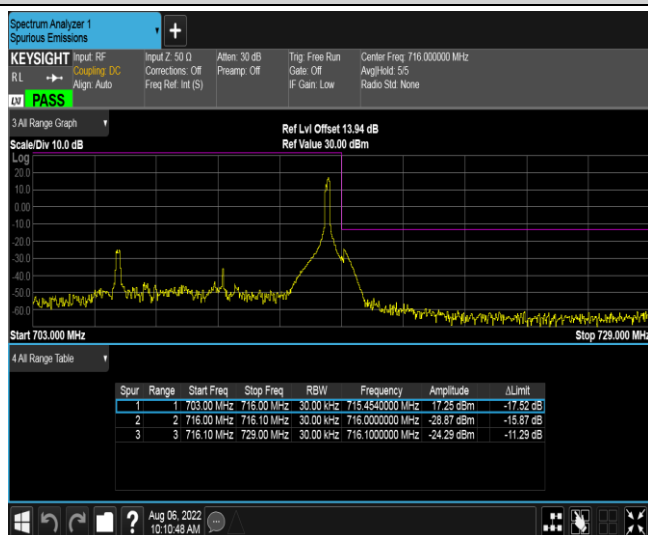 Spectrum Analyzer 1
Spurious Emissions
KEYSIGHT Input: RF Input Z: 50 Ω Atten: 30 dB Trig: Free Run Center Freq: 716.000000 MHz
RL Coupling: DC Corrections: Off Preamp: Off Gate: Off Avg|Hold: 5/5
Align: Auto Freq Ref: Int (S) IF Gain: Low Radio Std: None
LXI PASS
3 All Range Graph
Ref Lvl Offset 13.94 dB
Scale/Div 10.0 dB Ref Value 30.00 dBm
Log
20.0
10.0
0.00
-10.0
-20.0
-30.0
-40.0
-50.0
-60.0
Start 703.000 MHz Stop 729.000 MHz
4 All Range Table
Spur Range Start Freq Stop Freq RBW Frequency Amplitude ΔLimit
1 1 703.00 MHz 716.00 MHz 30.00 kHz 715.4540000 MHz 17.25 dBm -17.52 dB
2 2 716.00 MHz 716.10 MHz 30.00 kHz 716.0000000 MHz -28.87 dBm -15.87 dB
3 3 716.10 MHz 729.00 MHz 30.00 kHz 716.1000000 MHz -24.29 dBm -11.29 dB
? Aug 06, 2022
10:10:48 AM